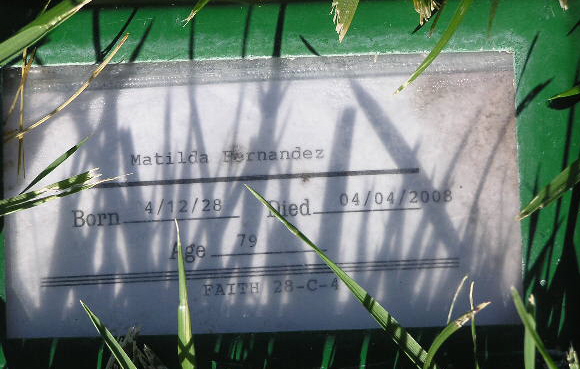 Matilda Fernandez
Born 4/12/28 Died 04/04/2008
Age 79
FAITH 28-C-4